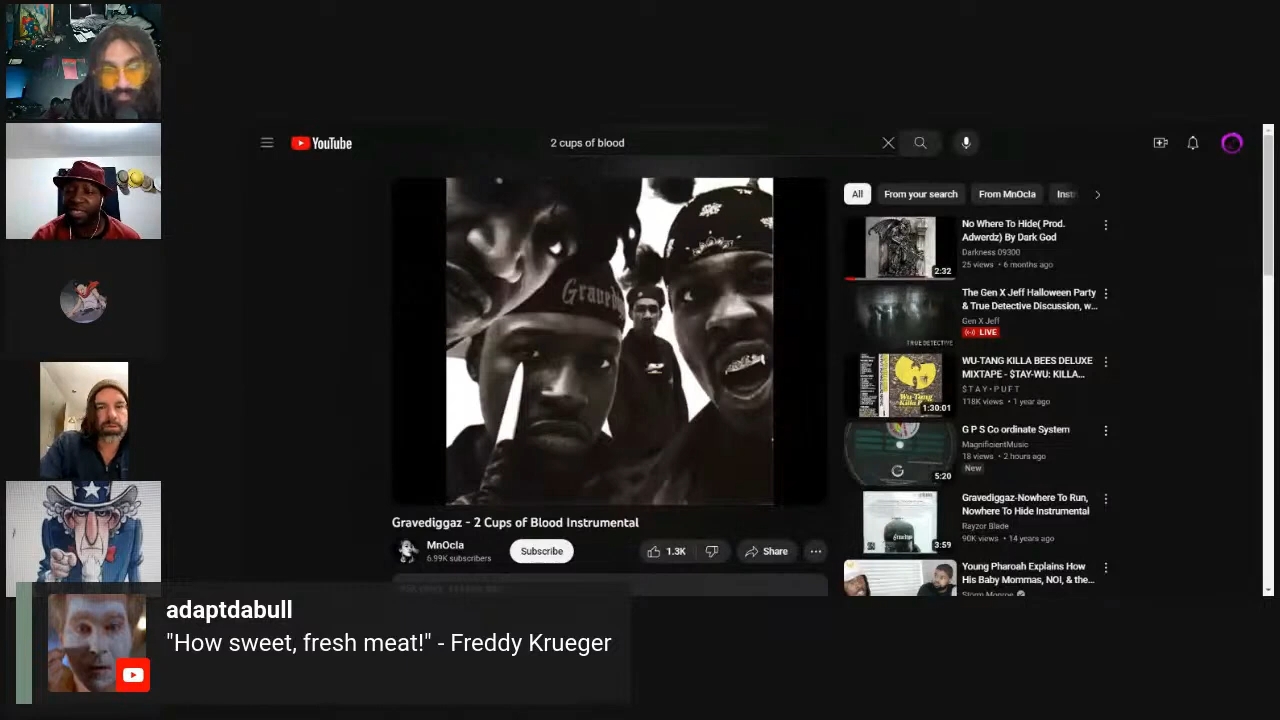 YouTube
2 cups of blood
All
From your search
From MnOcla
Gravediggaz - 2 Cups of Blood Instrumental
MnOcla
6.99K subscribers
Subscribe
1.3K
Share
No Where To Hide( Prod.
Adwerdz) By Dark God
Darkness 09300
25 views • 6 months ago
2:32
The Gen X Jeff Halloween Party
& True Detective Discussion, w...
Gen X Jeff
LIVE
TRUE DETECTIVE
WU-TANG KILLA BEES DELUXE
MIXTAPE - $TAY-WU: KILLA...
$TAY•PUFT
118K views • 1 year ago
1:30:01
G P S Co ordinate System
MagnificientMusic
18 views • 2 hours ago
New
5:20
Gravediggaz-Nowhere To Run,
Nowhere To Hide Instrumental
Rayzor Blade
90K views • 14 years ago
3:59
Young Pharoah Explains How
His Baby Mommas, NOI, & the...
adaptdabull
"How sweet, fresh meat!" - Freddy Krueger